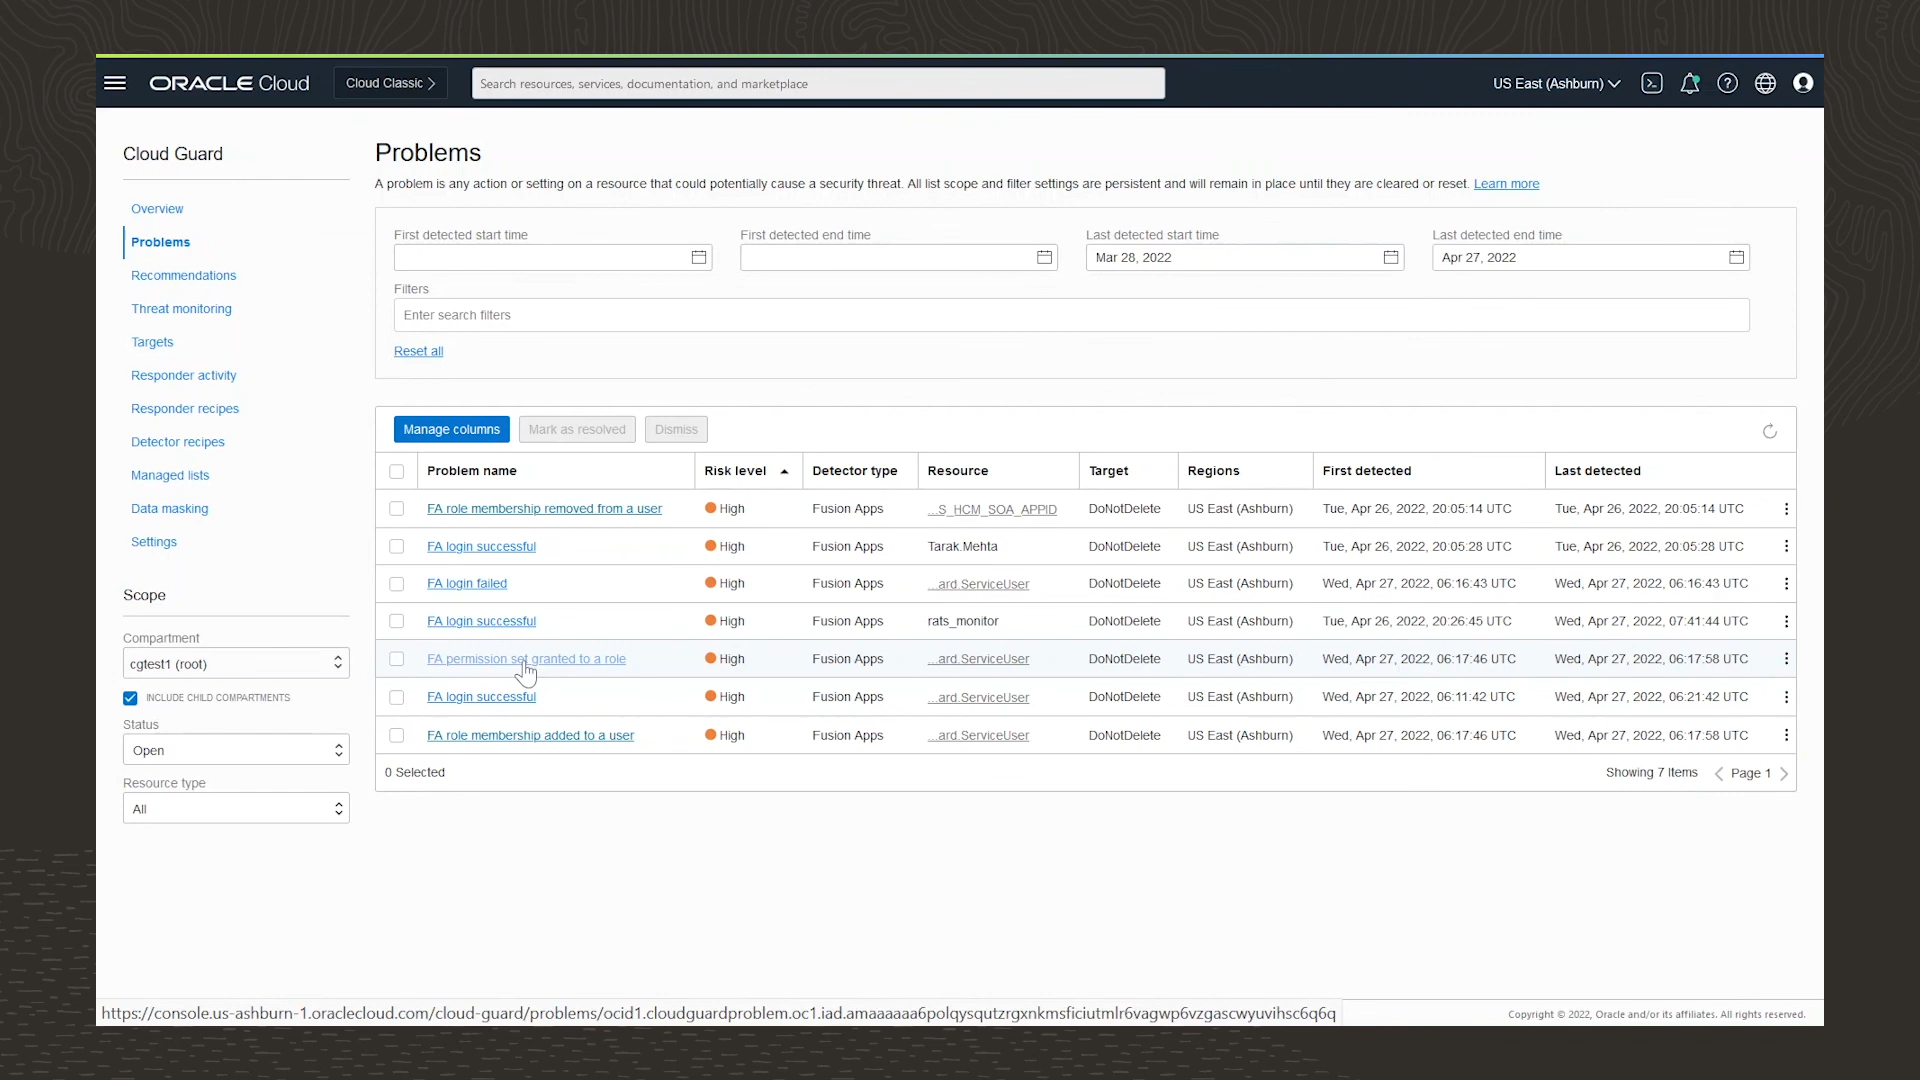 ORACLE Cloud
Cloud Classic
Search resources, services, documentation, and marketplace
US East (Ashburn)
Cloud Guard
Overview
Problems
Recommendations
Threat monitoring
Targets
Responder activity
Responder recipes
Detector recipes
Managed lists
Data masking
Settings
Scope
Compartment
cgtest1 (root)
INCLUDE CHILD COMPARTMENTS
Status
Open
Resource type
All
Problems
A problem is any action or setting on a resource that could potentially cause a security threat. All list scope and filter settings are persistent and will remain in place until they are cleared or reset. Learn more
First detected start time First detected end time Last detected start time Last detected end time
Mar 28, 2022 Apr 27, 2022
Filters
Enter search filters
Reset all
Manage columns Mark as resolved Dismiss
Problem name Risk level Detector type Resource Target Regions First detected Last detected
FA role membership removed from a user High Fusion Apps ...S_HCM_SOA_APPID DoNotDelete US East (Ashburn) Tue, Apr 26, 2022, 20:05:14 UTC Tue, Apr 26, 2022, 20:05:14 UTC
FA login successful High Fusion Apps Tarak.Mehta DoNotDelete US East (Ashburn) Tue, Apr 26, 2022, 20:05:28 UTC Tue, Apr 26, 2022, 20:05:28 UTC
FA login failed High Fusion Apps ...ard.ServiceUser DoNotDelete US East (Ashburn) Wed, Apr 27, 2022, 06:16:43 UTC Wed, Apr 27, 2022, 06:16:43 UTC
FA login successful High Fusion Apps rats_monitor DoNotDelete US East (Ashburn) Tue, Apr 26, 2022, 20:26:45 UTC Wed, Apr 27, 2022, 07:41:44 UTC
FA permission set granted to a role High Fusion Apps ...ard.ServiceUser DoNotDelete US East (Ashburn) Wed, Apr 27, 2022, 06:17:46 UTC Wed, Apr 27, 2022, 06:17:58 UTC
FA login successful High Fusion Apps ...ard.ServiceUser DoNotDelete US East (Ashburn) Wed, Apr 27, 2022, 06:11:42 UTC Wed, Apr 27, 2022, 06:21:42 UTC
FA role membership added to a user High Fusion Apps ...ard.ServiceUser DoNotDelete US East (Ashburn) Wed, Apr 27, 2022, 06:17:46 UTC Wed, Apr 27, 2022, 06:17:58 UTC
0 Selected Showing 7 Items Page 1
https://console.us-ashburn-1.oraclecloud.com/cloud-guard/problems/ocid1.cloudguardproblem.oc1.iad.amaaaaaa6polqysqutzrgxnkmsficiutmlr6vagwp6vzgascwyuvihsc6q6q
Copyright © 2022, Oracle and/or its affiliates. All rights reserved.